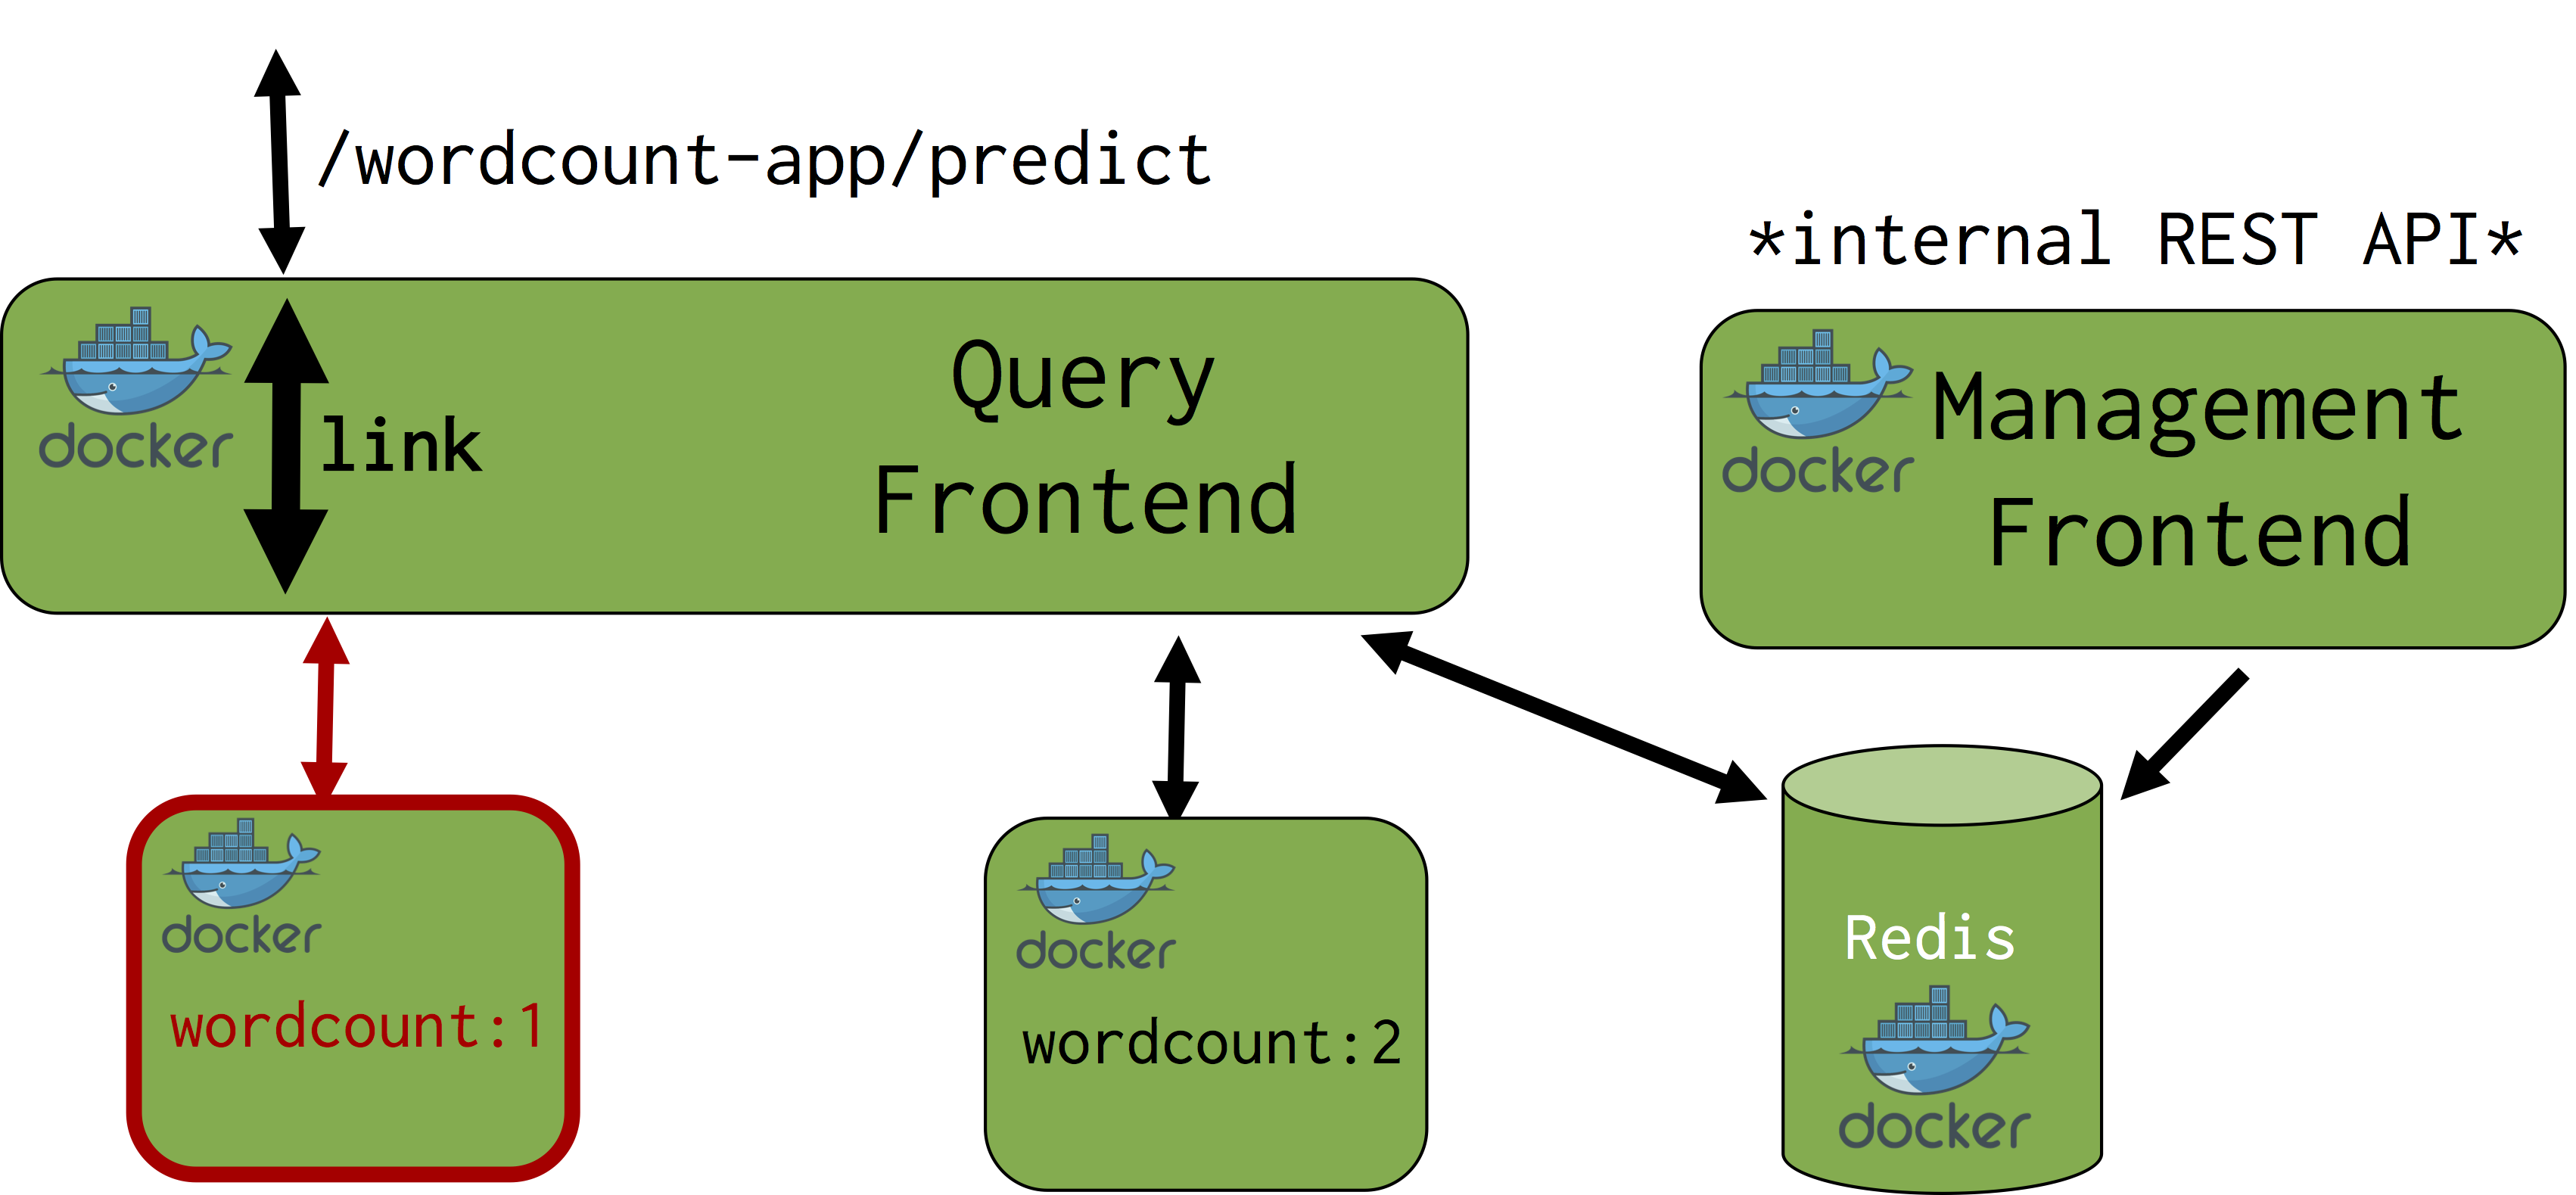 /wordcount-app/predict
*internal REST API*
docker
link
Query
Frontend
docker
Management
Frontend
docker
wordcount:1
docker
wordcount:2
Redis
docker